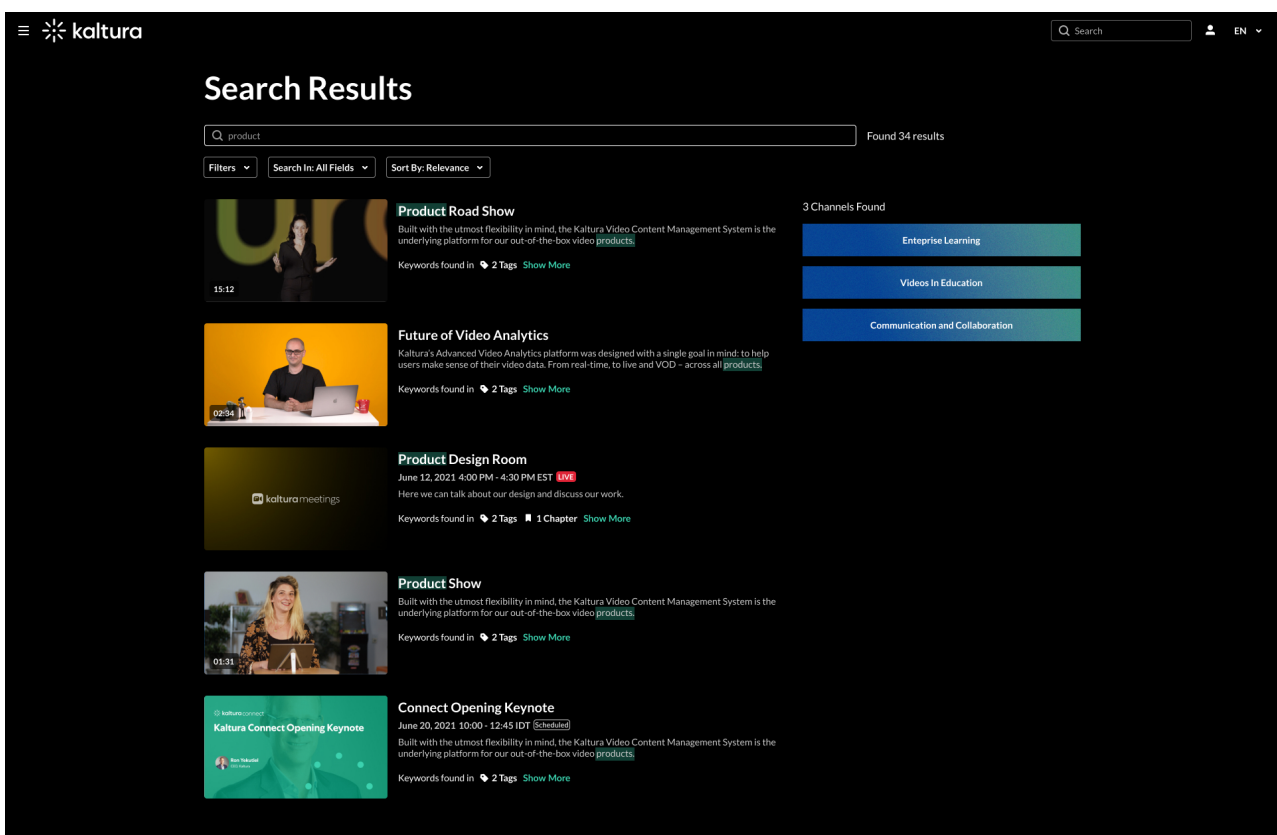 kaltura
Search
EN
Search Results
product
Found 34 results
Filters
Search In: All Fields
Sort By: Relevance
15:12
Product Road Show
Built with the utmost flexibility in mind, the Kaltura Video Content Management System is the
underlying platform for our out-of-the-box video products.
Keywords found in 2 Tags Show More
3 Channels Found
Enteprise Learning
Videos In Education
Communication and Collaboration
02:34
Future of Video Analytics
Kaltura's Advanced Video Analytics platform was designed with a single goal in mind: to help
users make sense of their video data. From real-time, to live and VOD – across all products.
Keywords found in 2 Tags Show More
kaltura meetings
Product Design Room
June 12, 2021 4:00 PM - 4:30 PM EST LIVE
Here we can talk about our design and discuss our work.
Keywords found in 2 Tags 1 Chapter Show More
01:31
Product Show
Built with the utmost flexibility in mind, the Kaltura Video Content Management System is the
underlying platform for our out-of-the-box video products.
Keywords found in 2 Tags Show More
kaltura connect
Kaltura Connect Opening Keynote
Ron Yekutiel
Connect Opening Keynote
June 20, 2021 10:00 - 12:45 IDT Scheduled
Built with the utmost flexibility in mind, the Kaltura Video Content Management System is the
underlying platform for our out-of-the-box video products.
Keywords found in 2 Tags Show More